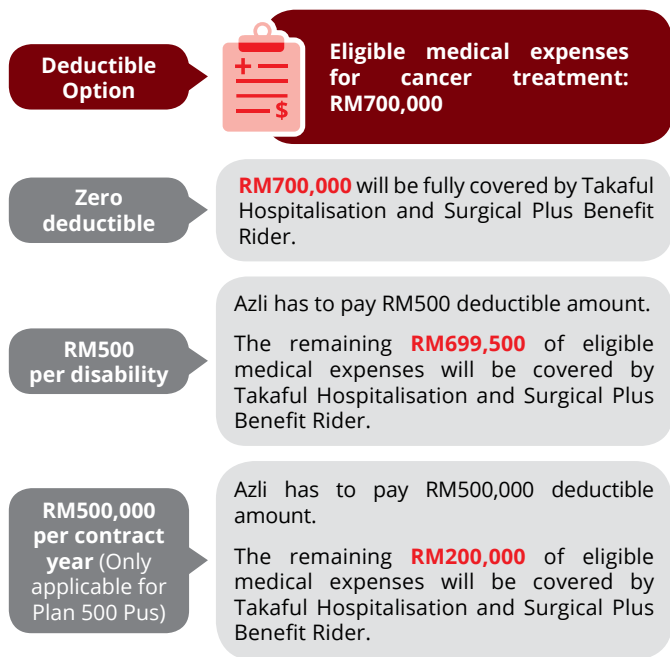 Deductible
Option
+
$
Eligible medical expenses
for cancer treatment:
RM700,000
Zero
deductible
RM700,000 will be fully covered by Takaful
Hospitalisation and Surgical Plus Benefit
Rider.
RM500
per disability
Azli has to pay RM500 deductible amount.
The remaining RM699,500 of eligible
medical expenses will be covered by
Takaful Hospitalisation and Surgical Plus
Benefit Rider.
RM500,000
per contract
year (Only
applicable for
Plan 500 Pus)
Azli has to pay RM500,000 deductible
amount.
The remaining RM200,000 of eligible
medical expenses will be covered by
Takaful Hospitalisation and Surgical Plus
Benefit Rider.